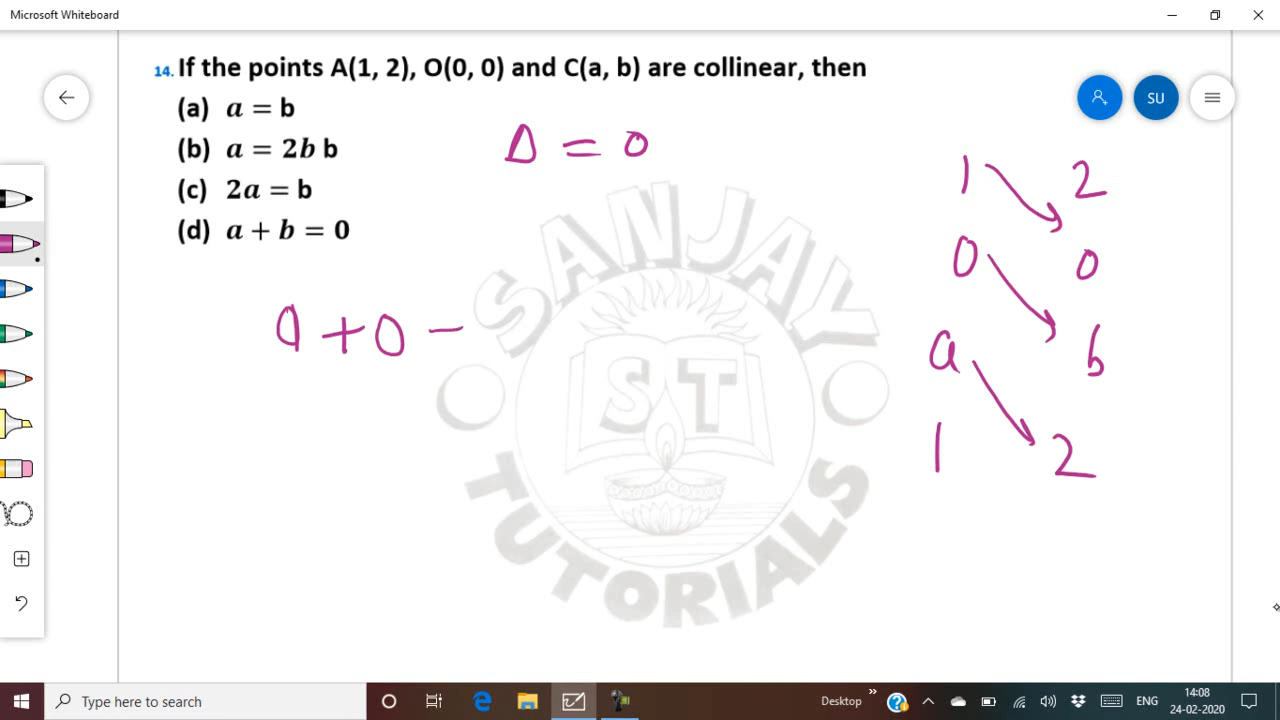 Microsoft Whiteboard
14. If the points A(1, 2), O(0, 0) and C(a, b) are collinear, then
(a) a = b
(b) a = 2b b
(c) 2a = b
(d) a + b = 0
Δ = 0
0 + 0 –
1 2
0 0
a b
1 2
SU
SANJAY
ST
TUTORIALS
Type here to search
Desktop
ENG
14:08
24-02-2020